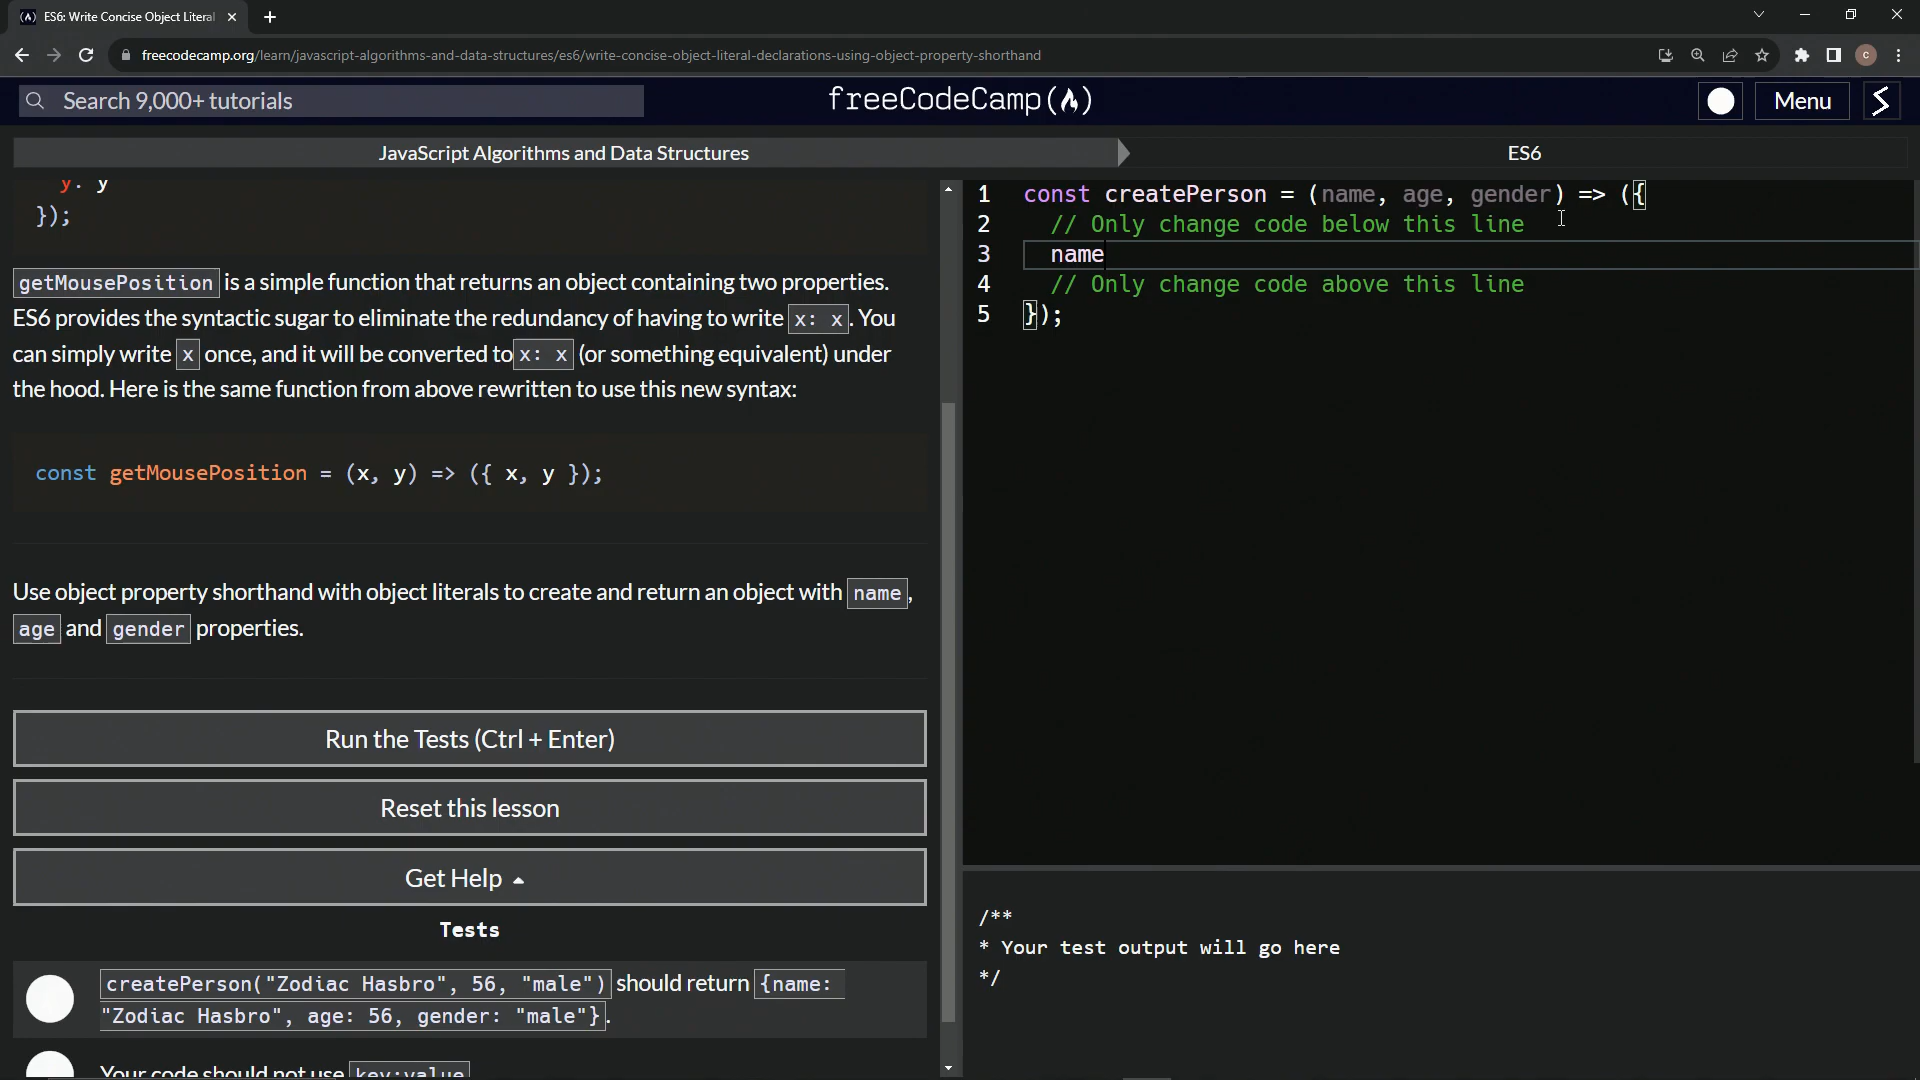 ES6: Write Concise Object Literal
freecodecamp.org/learn/javascript-algorithms-and-data-structures/es6/write-concise-object-literal-declarations-using-object-property-shorthand
C
Search 9,000+ tutorials
freeCodeCamp
Menu
JavaScript Algorithms and Data Structures
ES6
y: y
});
getMousePosition is a simple function that returns an object containing two properties.
ES6 provides the syntactic sugar to eliminate the redundancy of having to write x: x. You
can simply write x once, and it will be converted to x: x (or something equivalent) under
the hood. Here is the same function from above rewritten to use this new syntax:
const getMousePosition = (x, y) => ({ x, y });
Use object property shorthand with object literals to create and return an object with name,
age and gender properties.
Run the Tests (Ctrl + Enter)
Reset this lesson
Get Help
Tests
createPerson("Zodiac Hasbro", 56, "male") should return {name:
"Zodiac Hasbro", age: 56, gender: "male"}.
Your code should not use key:value
1 const createPerson = (name, age, gender) => ({
2 // Only change code below this line
3 name
4 // Only change code above this line
5 });
/**
* Your test output will go here
*/